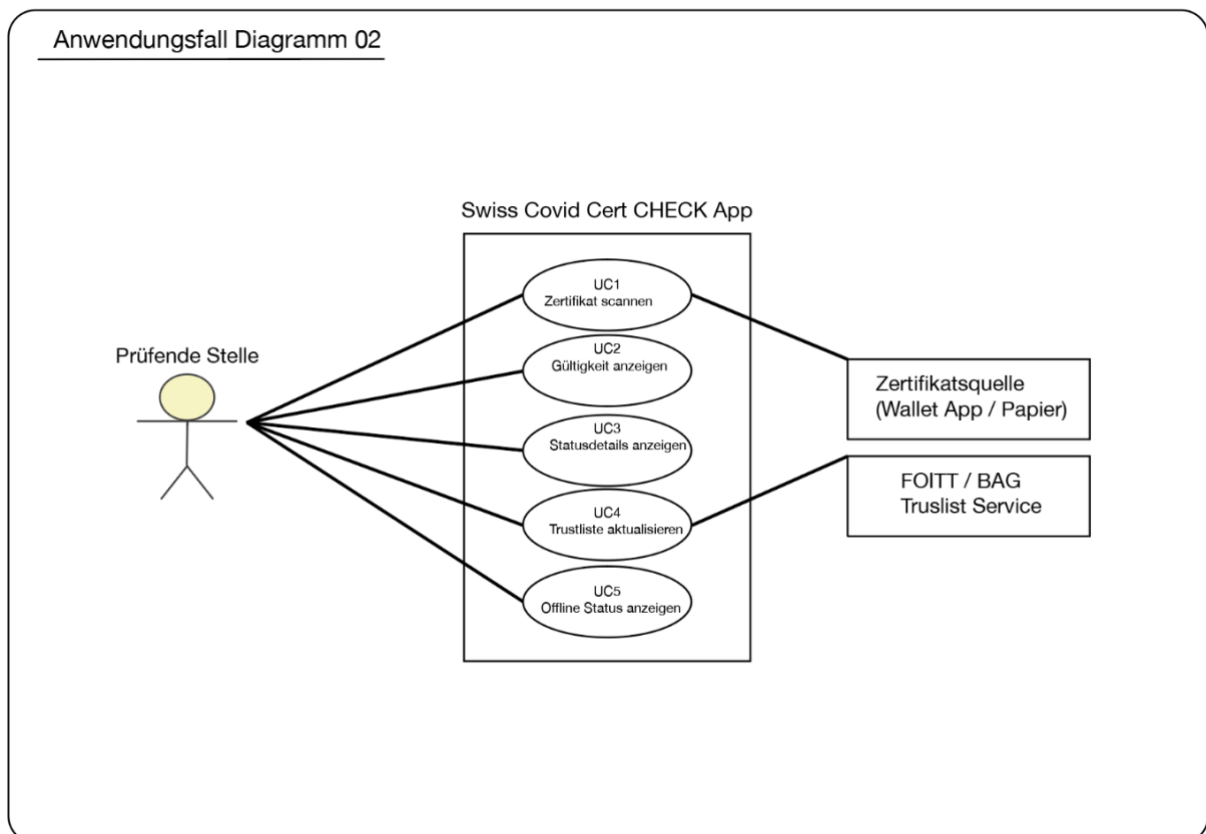 Anwendungsfall Diagramm 02
Swiss Covid Cert CHECK App
Prüfende Stelle
UC1
Zertifikat scannen
UC2
Gültigkeit anzeigen
UC3
Statusdetails anzeigen
UC4
Trustliste aktualisieren
UC5
Offline Status anzeigen
Zertifikatsquelle
(Wallet App / Papier)
FOITT / BAG
Truslist Service